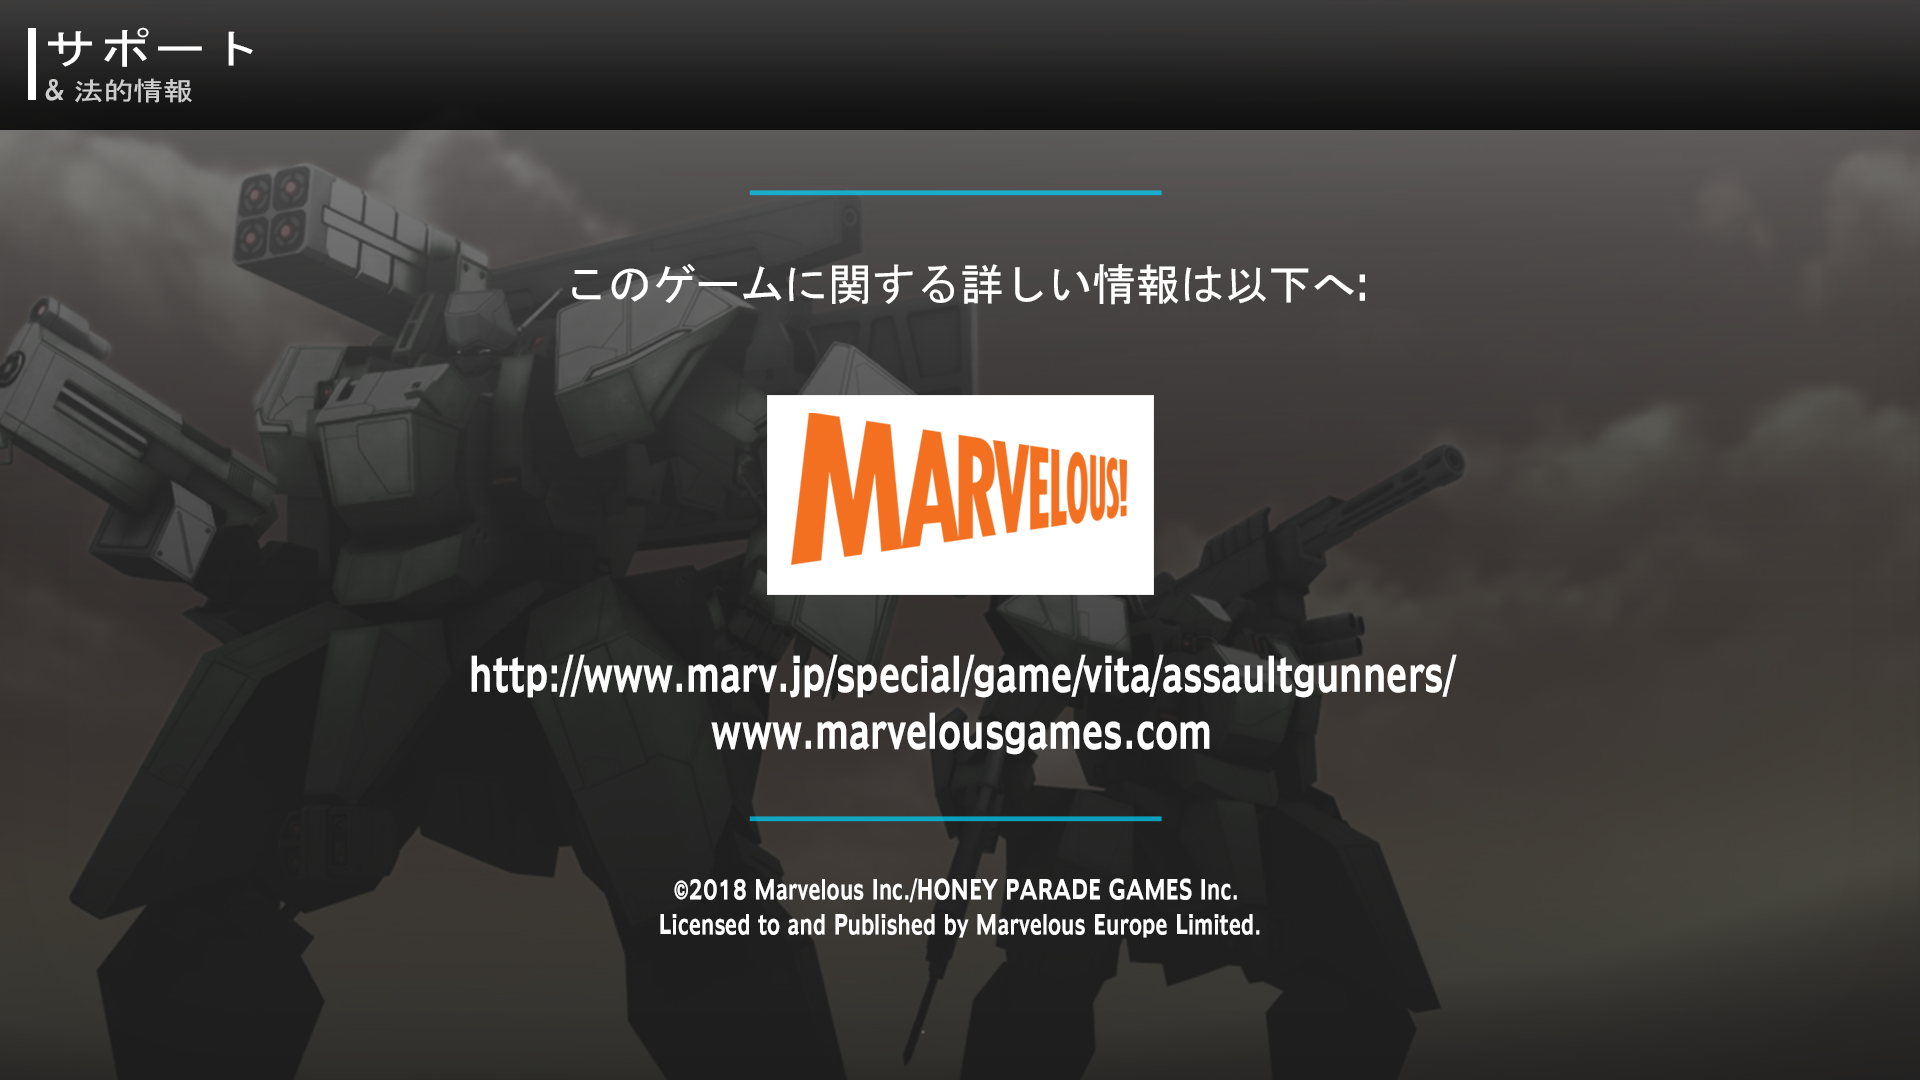 サポート
& 法的情報
このゲームに関する詳しい情報は以下へ:
MARVELOUS!
http://www.marv.jp/special/game/vita/assaultgunners/
www.marvelousgames.com
©2018 Marvelous Inc./HONEY PARADE GAMES Inc.
Licensed to and Published by Marvelous Europe Limited.